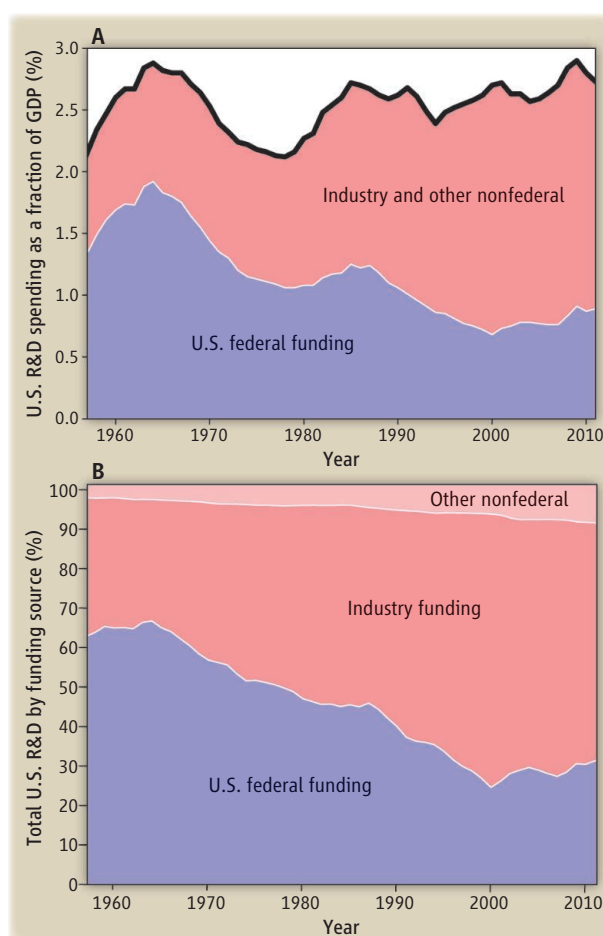 A
U.S. R&D spending as a fraction of GDP (%)
3.0
2.5
2.0
1.5
1.0
0.5
0.0
Industry and other nonfederal
U.S. federal funding
1960 1970 1980 1990 2000 2010
Year
B
Total U.S. R&D by funding source (%)
100
90
80
70
60
50
40
30
20
10
0
Other nonfederal
Industry funding
U.S. federal funding
1960 1970 1980 1990 2000 2010
Year